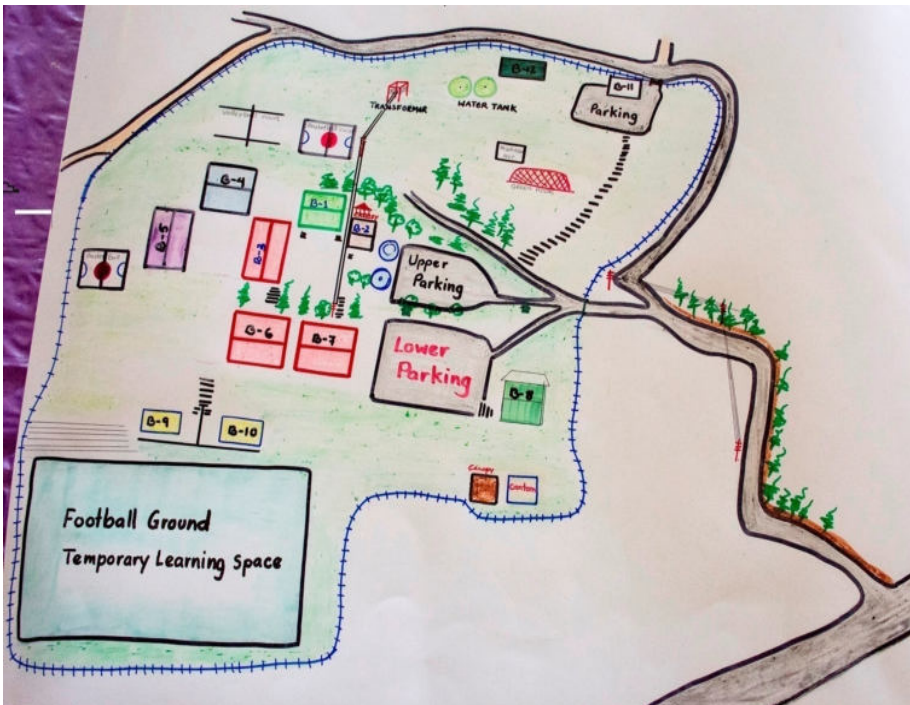 B-12
B-11
Parking
TRANSFORMER
WATER TANK
B-4
B-1
B-2
B-5
B-3
Upper
Parking
B-6
B-7
Lower
Parking
B-8
B-9
B-10
Canopy
Football Ground
Temporary Learning Space